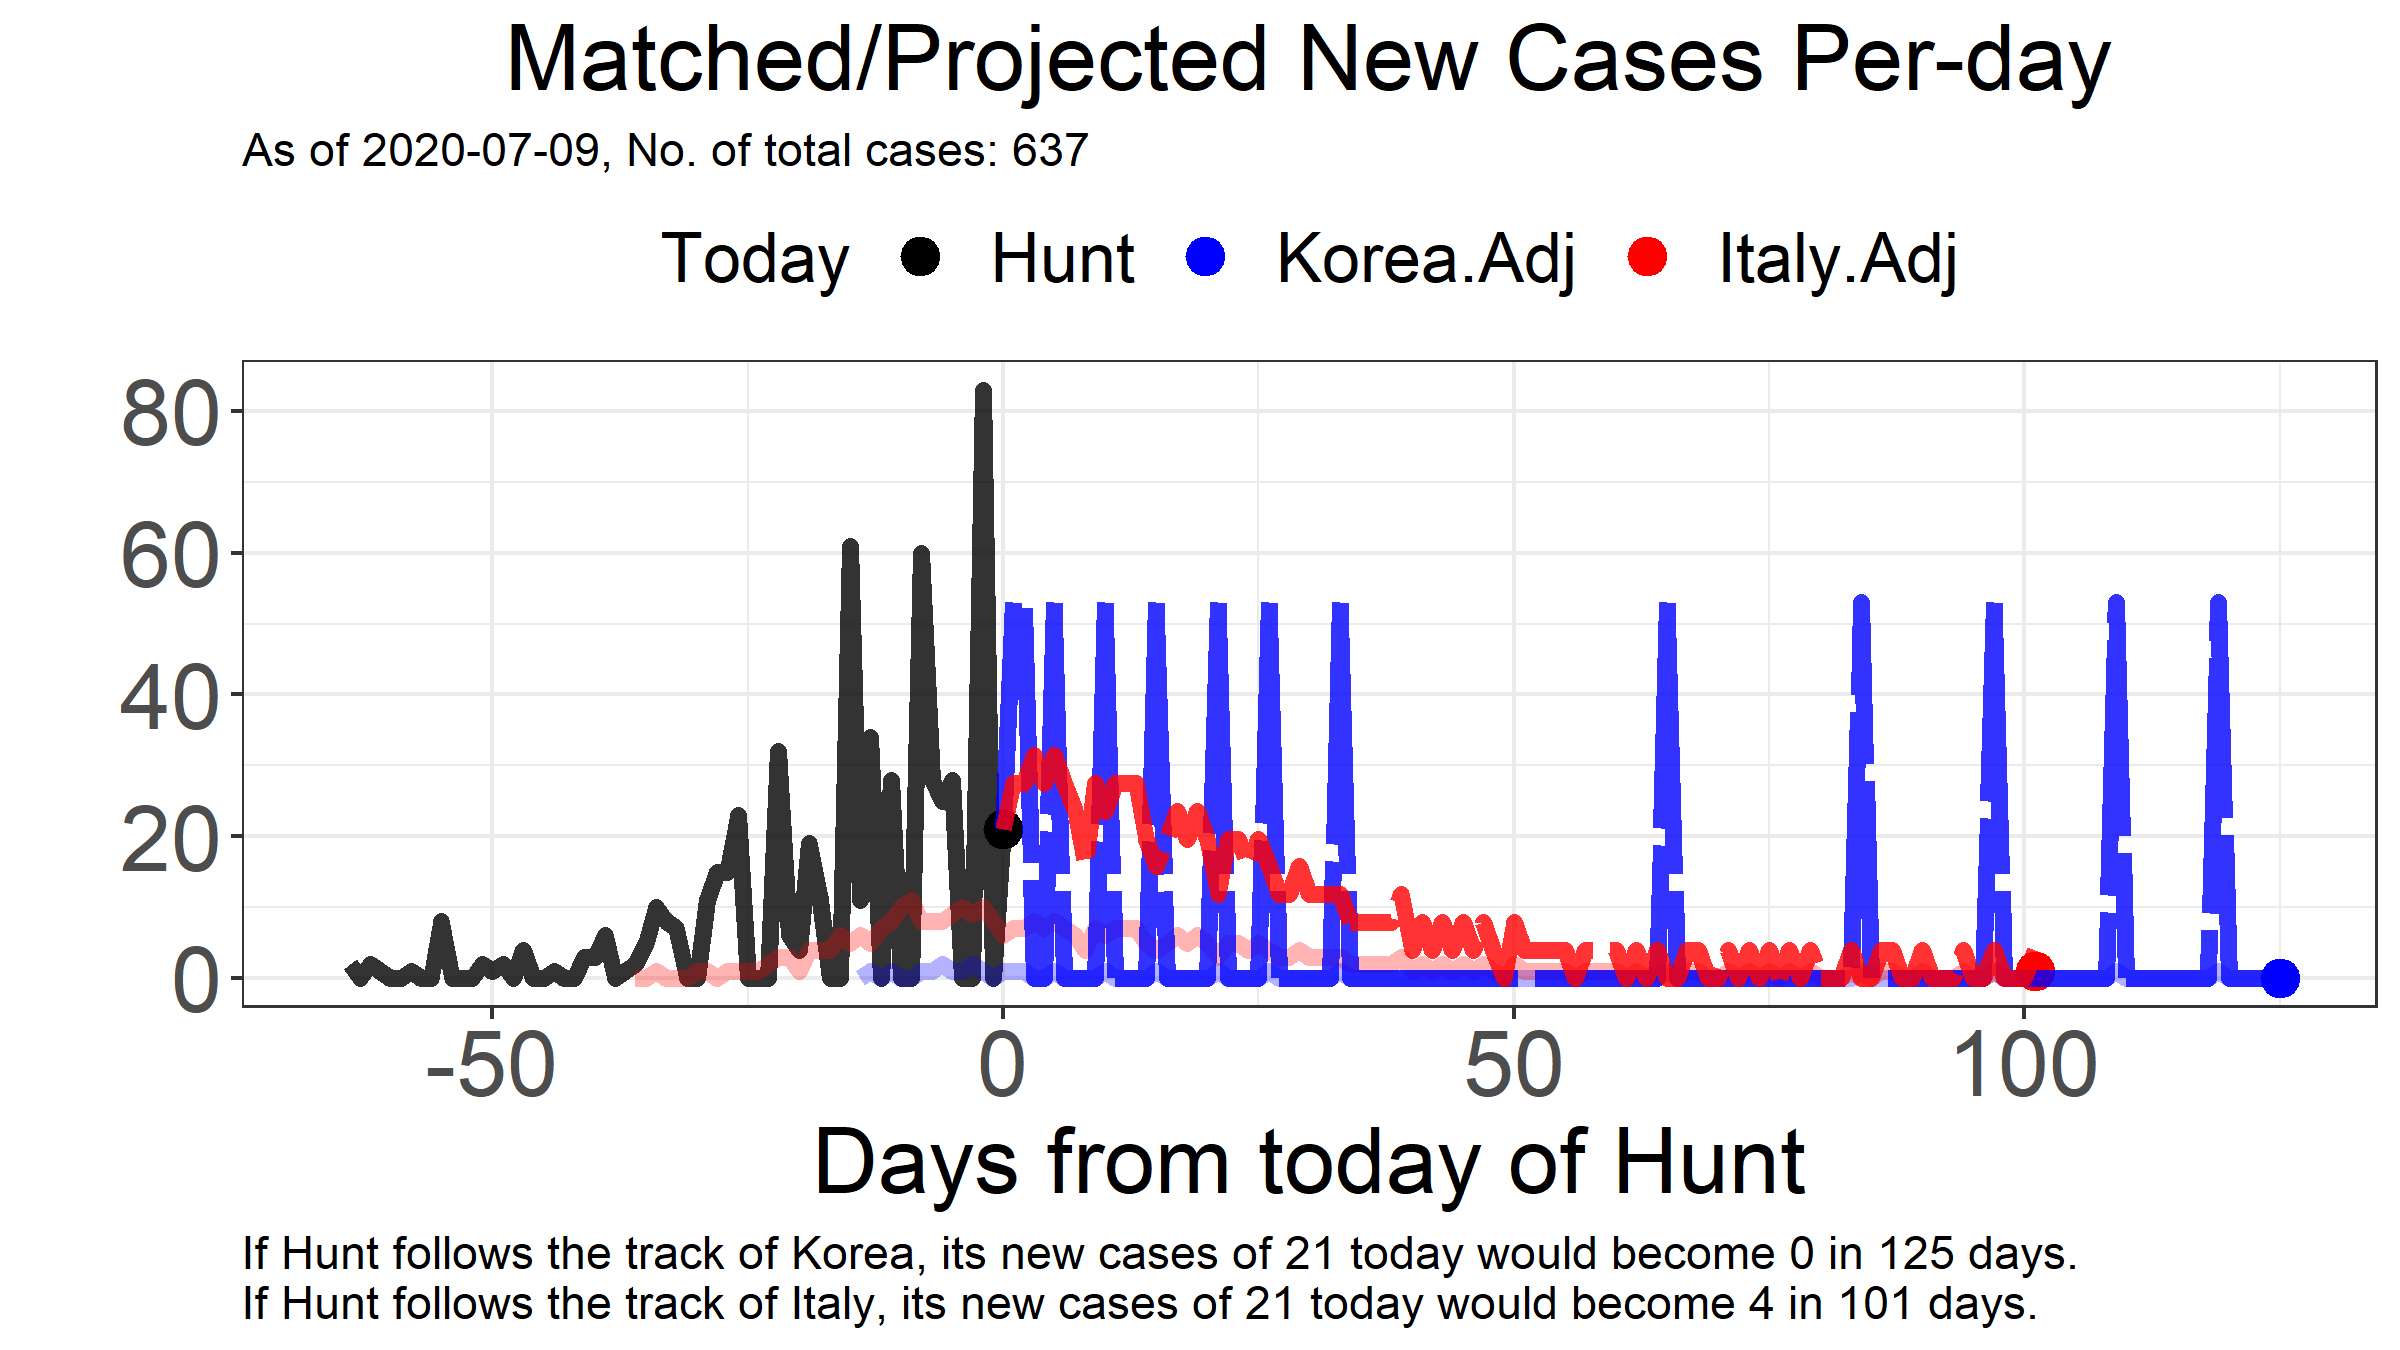 Matched/Projected New Cases Per-day
As of 2020-07-09, No. of total cases: 637
Today Hunt Korea.Adj Italy.Adj
80
60
40
20
0
-50 0 50 100
Days from today of Hunt
If Hunt follows the track of Korea, its new cases of 21 today would become 0 in 125 days.
If Hunt follows the track of Italy, its new cases of 21 today would become 4 in 101 days.